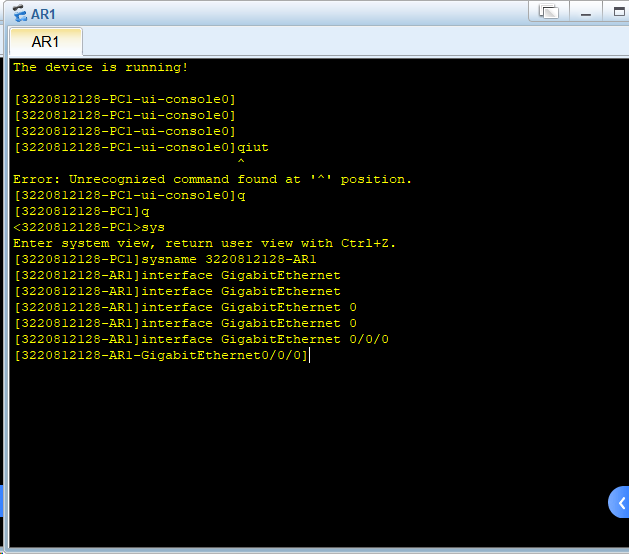 AR1
AR1
The device is running!
[3220812128-PC1-ui-console0]
[3220812128-PC1-ui-console0]
[3220812128-PC1-ui-console0]
[3220812128-PC1-ui-console0]qiut
^
Error: Unrecognized command found at '^' position.
[3220812128-PC1-ui-console0]q
[3220812128-PC1]q
<3220812128-PC1>sys
Enter system view, return user view with Ctrl+Z.
[3220812128-PC1]sysname 3220812128-AR1
[3220812128-AR1]interface GigabitEthernet
[3220812128-AR1]interface GigabitEthernet
[3220812128-AR1]interface GigabitEthernet 0
[3220812128-AR1]interface GigabitEthernet 0
[3220812128-AR1]interface GigabitEthernet 0/0/0
[3220812128-AR1-GigabitEthernet0/0/0]